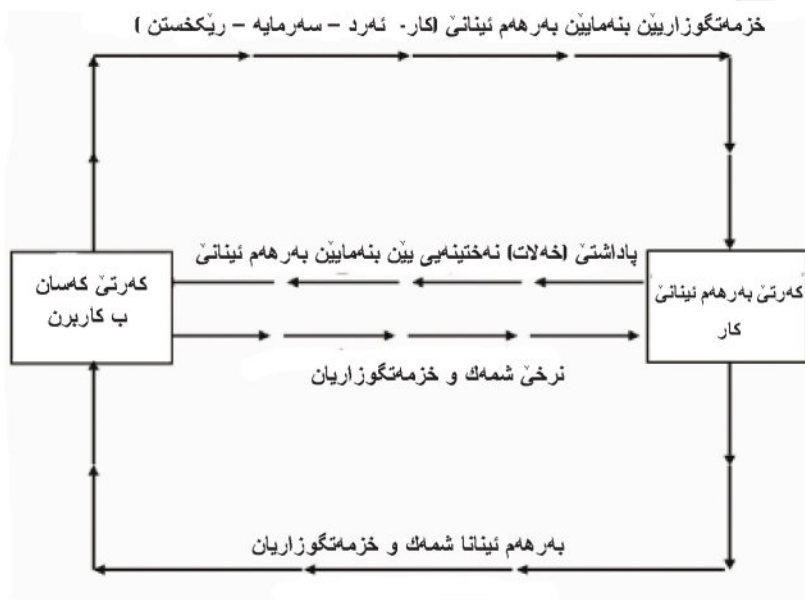 خزمەتگوزاریێن بنەمایێن بەرهەم ئینانێ (کار- ئەرد – سەرمایە – رێکخستن )
پاداشتێ (خەلات) نەختینەیی یێن بنەمایێن بەرهەم ئینانێ
کەرتێ کەسان
ب کاربرن
کەرتێ بەرهەم ئینانێ
کار
نرخێ شمەك و خزمەتگوزاریان
بەرهەم ئینانا شمەك و خزمەتگوزاریان